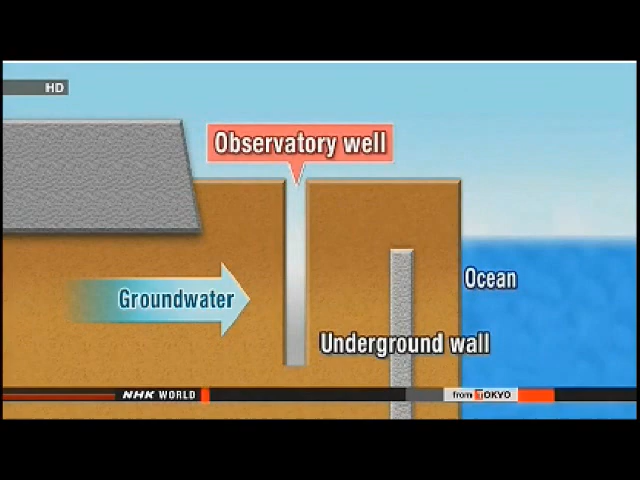 HD
Observatory well
Ocean
Groundwater
Underground wall
NHK WORLD
from TOKYO